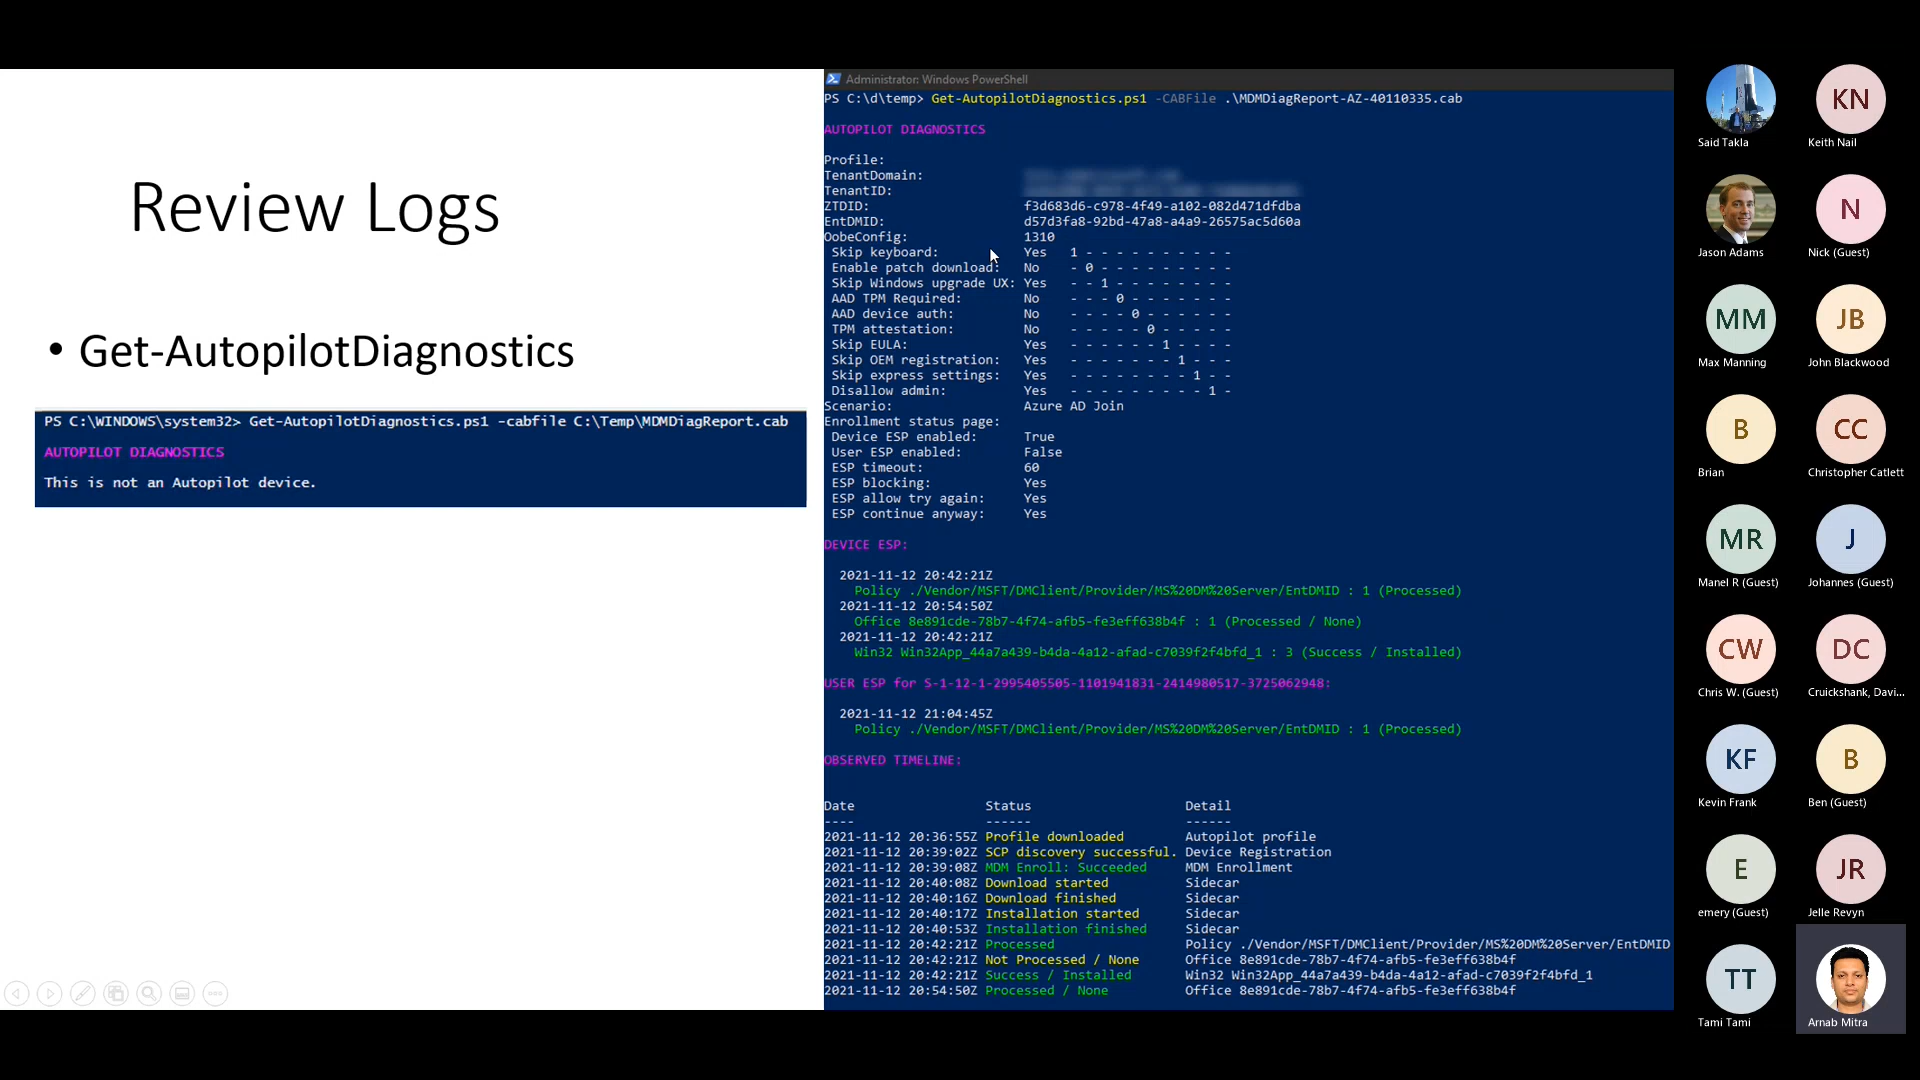 Review Logs
• Get-AutopilotDiagnostics
PS C:\WINDOWS\system32> Get-AutopilotDiagnostics.ps1 -cabfile C:\Temp\MDMDiagReport.cab
AUTOPILOT DIAGNOSTICS
This is not an Autopilot device.
Administrator: Windows PowerShell
PS C:\d\temp> Get-AutopilotDiagnostics.ps1 -CABFile .\MDMDiagReport-AZ-40110335.cab
AUTOPILOT DIAGNOSTICS
Profile:
TenantDomain:
TenantID:
ZTDID: f3d683d6-c978-4f49-a102-082d471dfdba
EntDMID: d57d3fa8-92bd-47a8-a4a9-26575ac5d60a
OobeConfig: 1310
Skip keyboard: Yes 1 - - - - - - - - - -
Enable patch download: No - 0 - - - - - - - - -
Skip Windows upgrade UX: Yes - - 1 - - - - - - - -
AAD TPM Required: No - - - 0 - - - - - - -
AAD device auth: No - - - - 0 - - - - - -
TPM attestation: No - - - - - 0 - - - - -
Skip EULA: Yes - - - - - - 1 - - - -
Skip OEM registration: Yes - - - - - - - 1 - - -
Skip express settings: Yes - - - - - - - - 1 - -
Disallow admin: Yes - - - - - - - - - 1 -
Scenario: Azure AD Join
Enrollment status page:
Device ESP enabled: True
User ESP enabled: False
ESP timeout: 60
ESP blocking: Yes
ESP allow try again: Yes
ESP continue anyway: Yes
DEVICE ESP:
2021-11-12 20:42:21Z
Policy ./Vendor/MSFT/DMClient/Provider/MS%20DM%20Server/EntDMID : 1 (Processed)
2021-11-12 20:54:50Z
Office 8e891cde-78b7-4f74-afb5-fe3eff638b4f : 1 (Processed / None)
2021-11-12 20:42:21Z
Win32 Win32App_44a7a439-b4da-4a12-afad-c7039f2f4bfd_1 : 3 (Success / Installed)
USER ESP for S-1-12-1-2995405505-1101941831-2414980517-3725062948:
2021-11-12 21:04:45Z
Policy ./Vendor/MSFT/DMClient/Provider/MS%20DM%20Server/EntDMID : 1 (Processed)
OBSERVED TIMELINE:
Date Status Detail
---- ------ ------
2021-11-12 20:36:55Z Profile downloaded Autopilot profile
2021-11-12 20:39:02Z SCP discovery successful. Device Registration
2021-11-12 20:39:08Z MDM Enroll: Succeeded MDM Enrollment
2021-11-12 20:40:08Z Download started Sidecar
2021-11-12 20:40:16Z Download finished Sidecar
2021-11-12 20:40:17Z Installation started Sidecar
2021-11-12 20:40:53Z Installation finished Sidecar
2021-11-12 20:42:21Z Processed Policy ./Vendor/MSFT/DMClient/Provider/MS%20DM%20Server/EntDMID
2021-11-12 20:42:21Z Not Processed / None Office 8e891cde-78b7-4f74-afb5-fe3eff638b4f
2021-11-12 20:42:21Z Success / Installed Win32 Win32App_44a7a439-b4da-4a12-afad-c7039f2f4bfd_1
2021-11-12 20:54:50Z Processed / None Office 8e891cde-78b7-4f74-afb5-fe3eff638b4f
KN
Said Takla Keith Nail
N
Jason Adams Nick (Guest)
MM JB
Max Manning John Blackwood
B CC
Brian Christopher Catlett
MR J
Manel R (Guest) Johannes (Guest)
CW DC
Chris W. (Guest) Cruickshank, Davi...
KF B
Kevin Frank Ben (Guest)
E JR
emery (Guest) Jelle Revyn
TT
Tami Tami Arnab Mitra